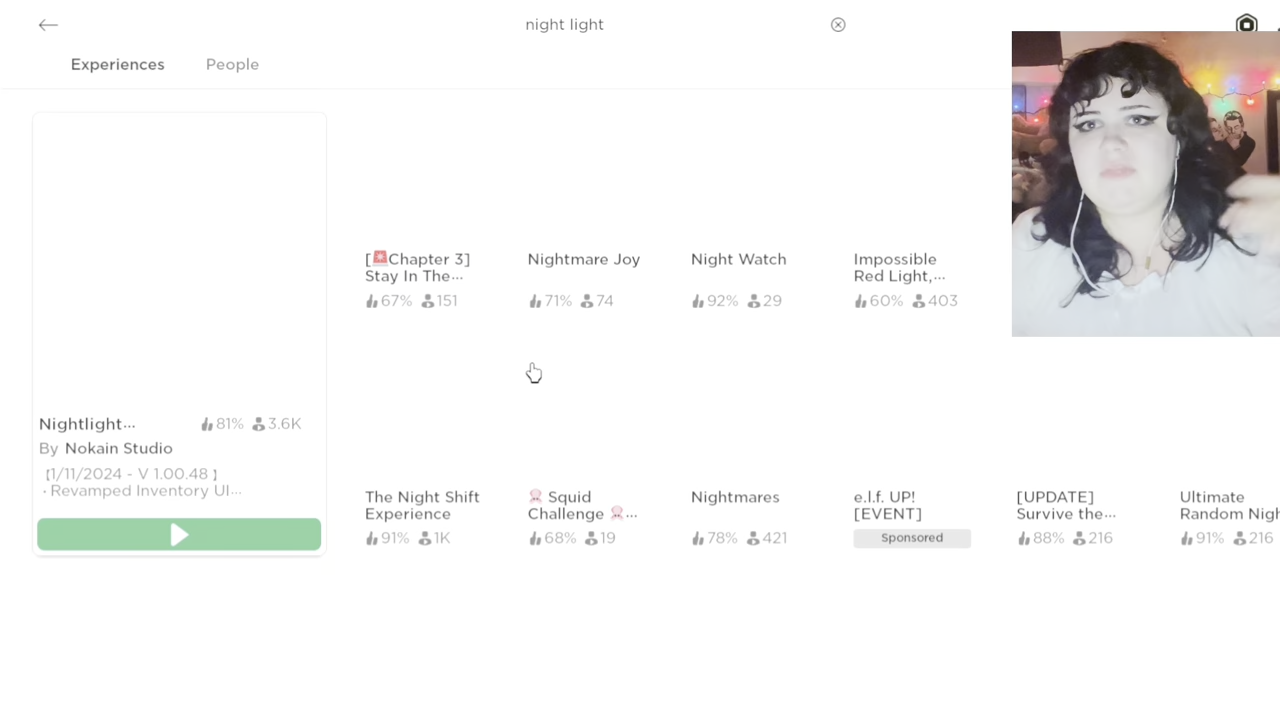 night light
Experiences People
Nightlight... 81% 3.6K
By Nokain Studio
【1/11/2024 - V 1.00.48 】
· Revamped Inventory UI...
[🚨Chapter 3]
Stay In The...
67% 151
Nightmare Joy
71% 74
Night Watch
92% 29
Impossible
Red Light,...
60% 403
The Night Shift
Experience
91% 1K
🦑 Squid
Challenge 🦑...
68% 19
Nightmares
78% 421
e.l.f. UP!
[EVENT]
Sponsored
[UPDATE]
Survive the...
88% 216
Ultimate
Random Nigh
91% 216